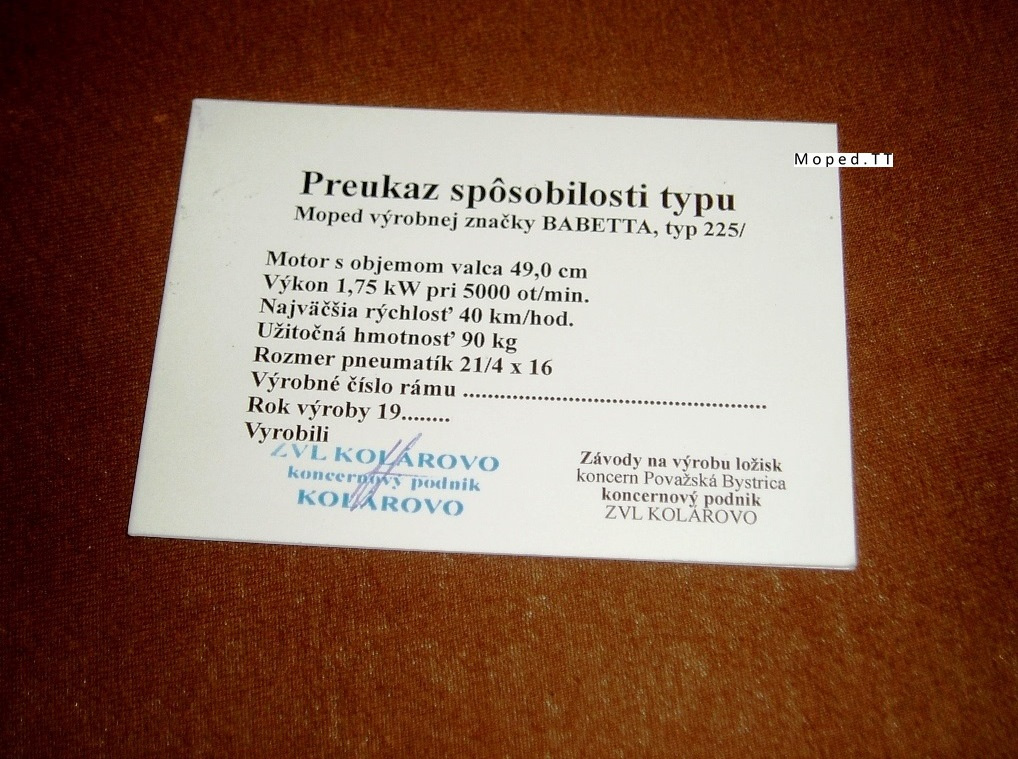 Moped.TT
Preukaz spôsobilosti typu
Moped výrobnej značky BABETTA, typ 225/
Motor s objemom valca 49,0 cm
Výkon 1,75 kW pri 5000 ot/min.
Najväčšia rýchlosť 40 km/hod.
Užitočná hmotnosť 90 kg
Rozmer pneumatík 21/4 x 16
Výrobné číslo rámu .................................................
Rok výroby 19........
Vyrobili
ZVL KOLÁROVO
koncernový podnik
KOLÁROVO
Závody na výrobu ložisk
koncern Považská Bystrica
koncernový podnik
ZVL KOLÁROVO